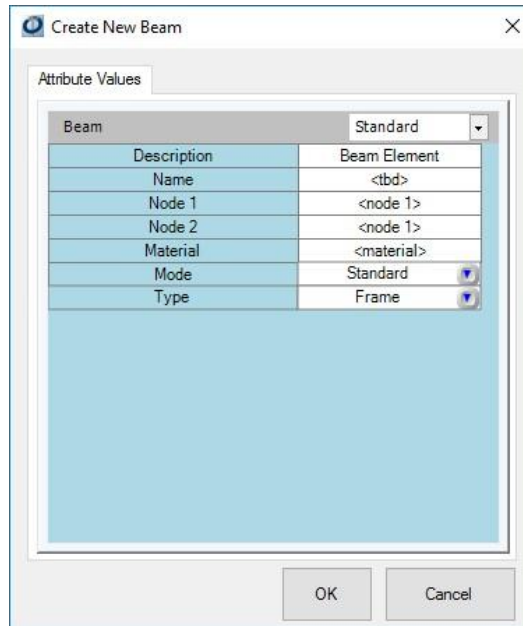 Create New Beam
Attribute Values
Beam Standard
Description Beam Element
Name <tbd>
Node 1 <node 1>
Node 2 <node 1>
Material <material>
Mode Standard
Type Frame
OK Cancel